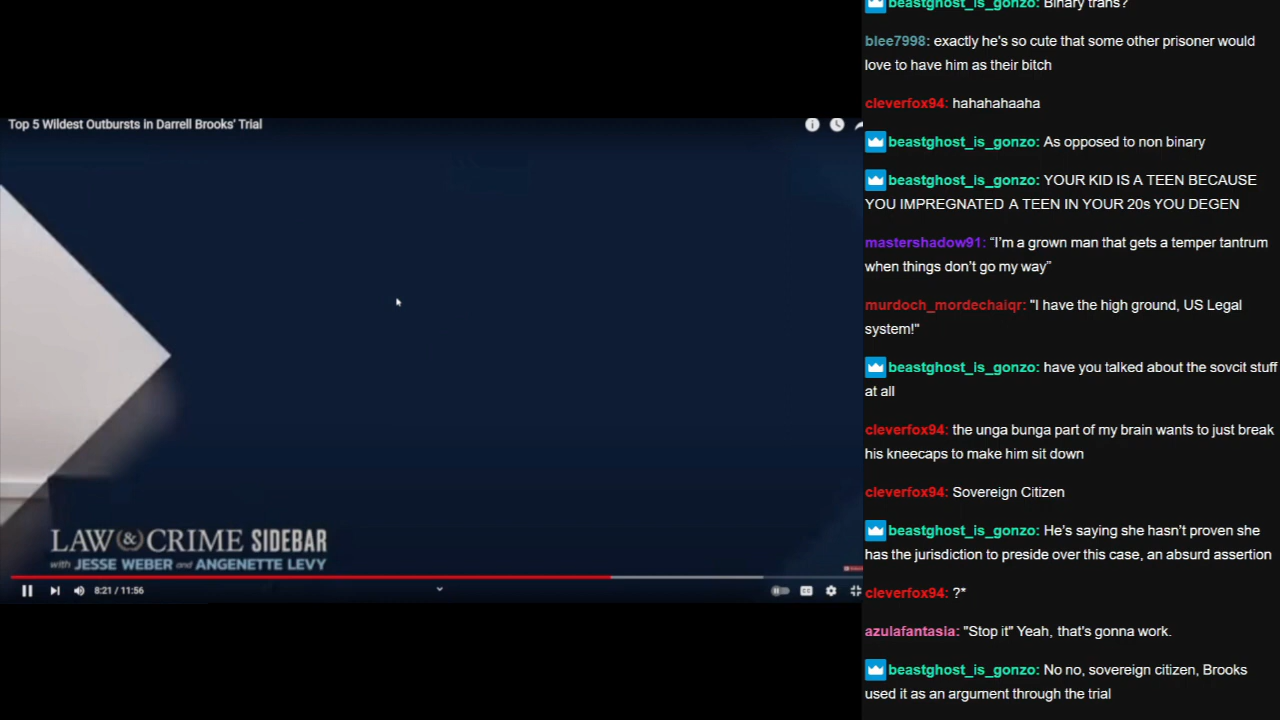 Top 5 Wildest Outbursts in Darrell Brooks' Trial
LAW & CRIME SIDEBAR
with JESSE WEBER and ANGENETTE LEVY
8:21 / 11:56
beastghost_is_gonzo: Binary trans?
blee7998: exactly he's so cute that some other prisoner would
love to have him as their bitch
cleverfox94: hahahahaaha
beastghost_is_gonzo: As opposed to non binary
beastghost_is_gonzo: YOUR KID IS A TEEN BECAUSE
YOU IMPREGNATED A TEEN IN YOUR 20s YOU DEGEN
mastershadow91: “I’m a grown man that gets a temper tantrum
when things don’t go my way”
murdoch_mordechaiqr: "I have the high ground, US Legal
system!"
beastghost_is_gonzo: have you talked about the sovcit stuff
at all
cleverfox94: the unga bunga part of my brain wants to just break
his kneecaps to make him sit down
cleverfox94: Sovereign Citizen
beastghost_is_gonzo: He's saying she hasn’t proven she
has the jurisdiction to preside over this case, an absurd assertion
cleverfox94: ?*
azulafantasia: "Stop it" Yeah, that's gonna work.
beastghost_is_gonzo: No no, sovereign citizen, Brooks
used it as an argument through the trial